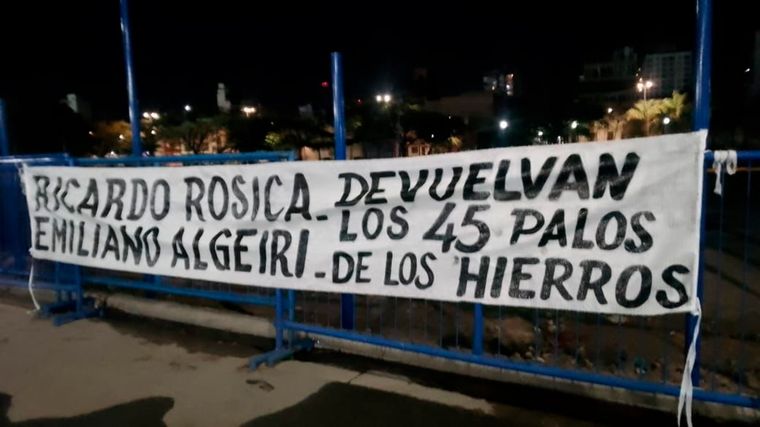 RICARDO ROSICA - DEVUELVAN
LOS 45 PALOS
EMILIANO ALGEIRI - DE LOS HIERROS